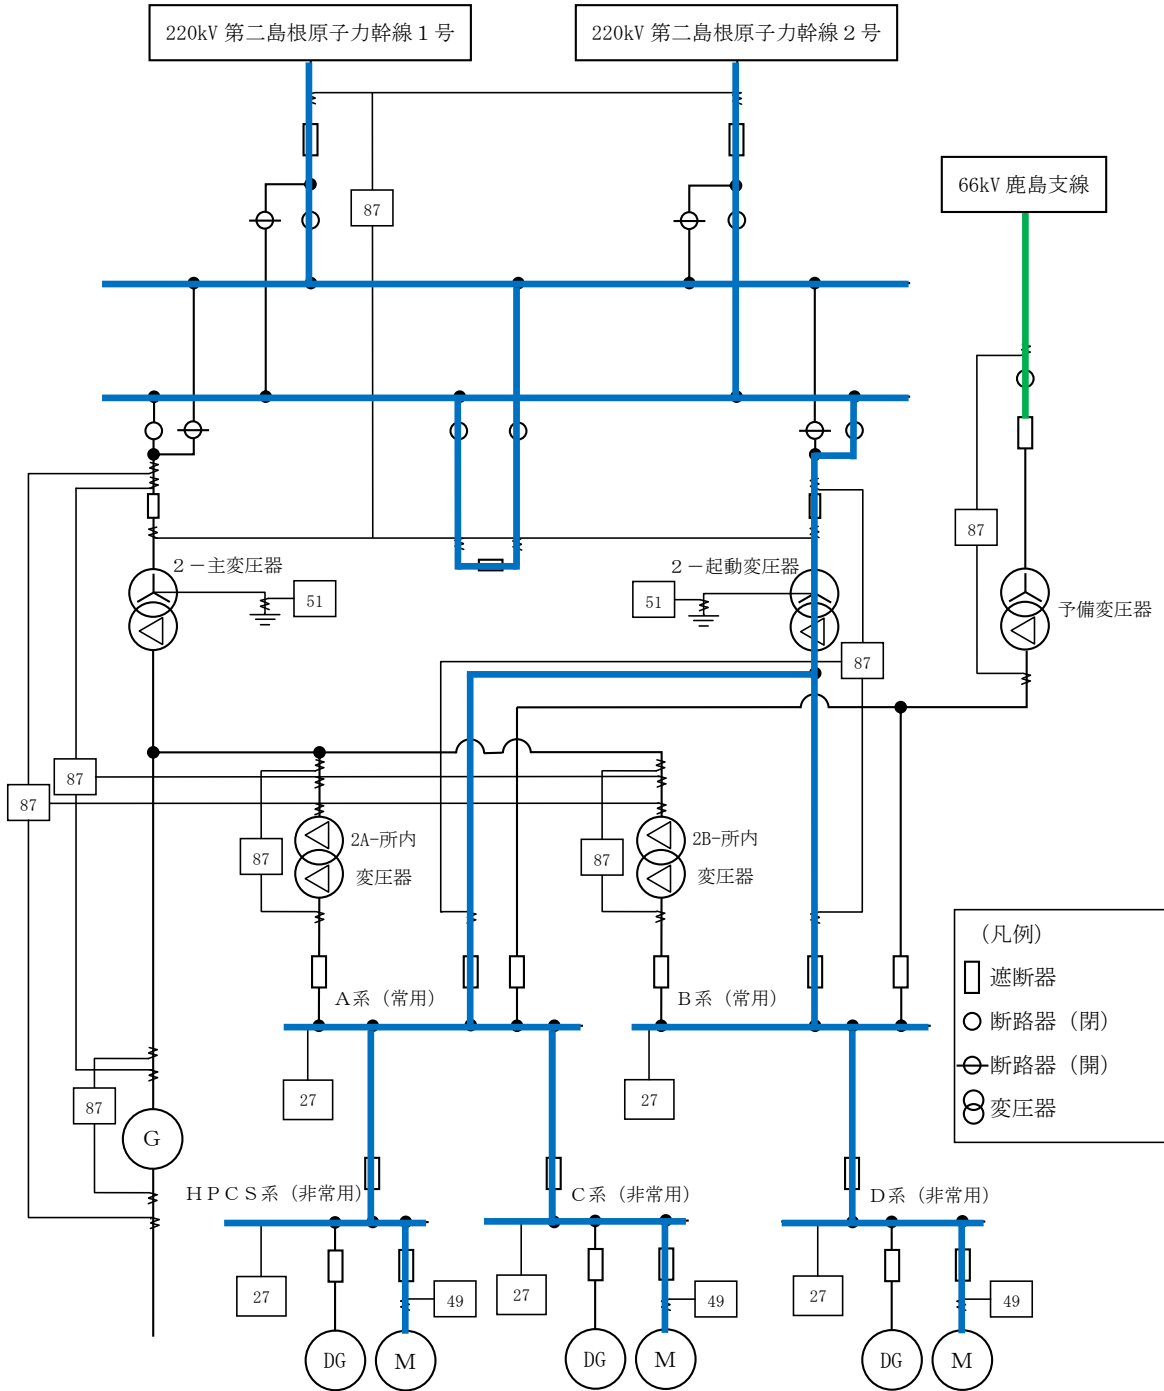 220kV 第二島根原子力幹線１号
220kV 第二島根原子力幹線２号
66kV 鹿島支線
87
87
２－主変圧器
２－起動変圧器
51
51
予備変圧器
87
87
87
2A-所内
変圧器
87
2B-所内
変圧器
87
(凡例)
遮断器
断路器（閉）
断路器（開）
変圧器
Ａ系（常用）
Ｂ系（常用）
27
27
87
G
ＨＰＣＳ系（非常用）
Ｃ系（非常用）
Ｄ系（非常用）
27
49
27
49
27
49
DG
M
DG
M
DG
M